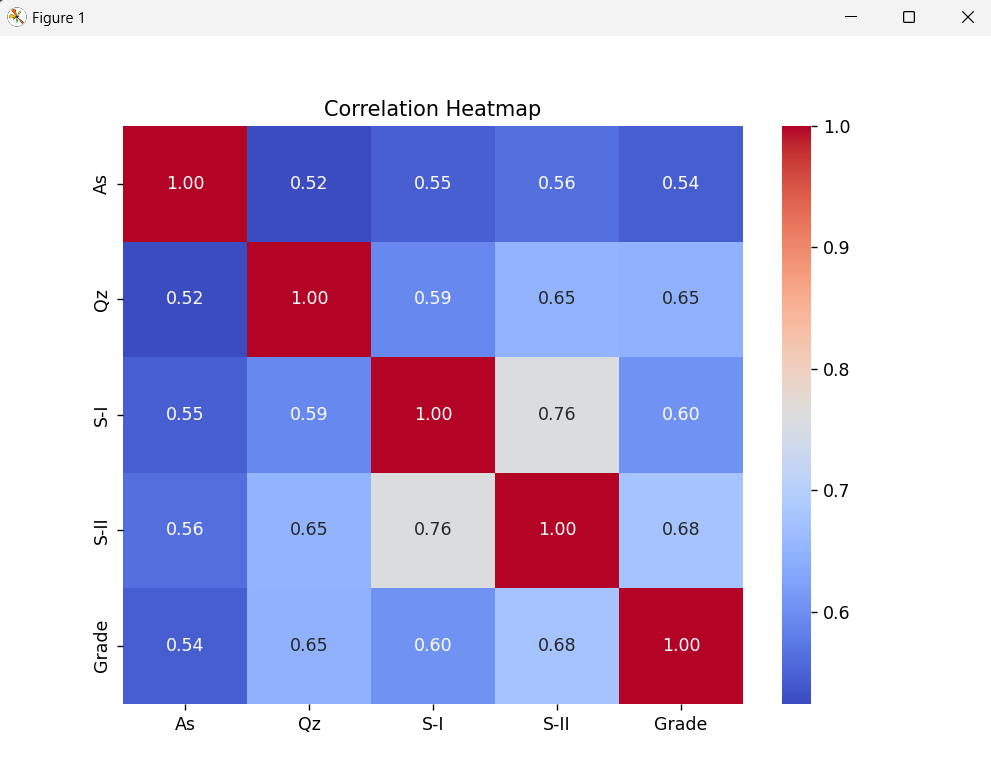 Figure 1
Correlation Heatmap
As 1.00 0.52 0.55 0.56 0.54
Qz 0.52 1.00 0.59 0.65 0.65
S-I 0.55 0.59 1.00 0.76 0.60
S-II 0.56 0.65 0.76 1.00 0.68
Grade 0.54 0.65 0.60 0.68 1.00
As Qz S-I S-II Grade
1.0
0.9
0.8
0.7
0.6